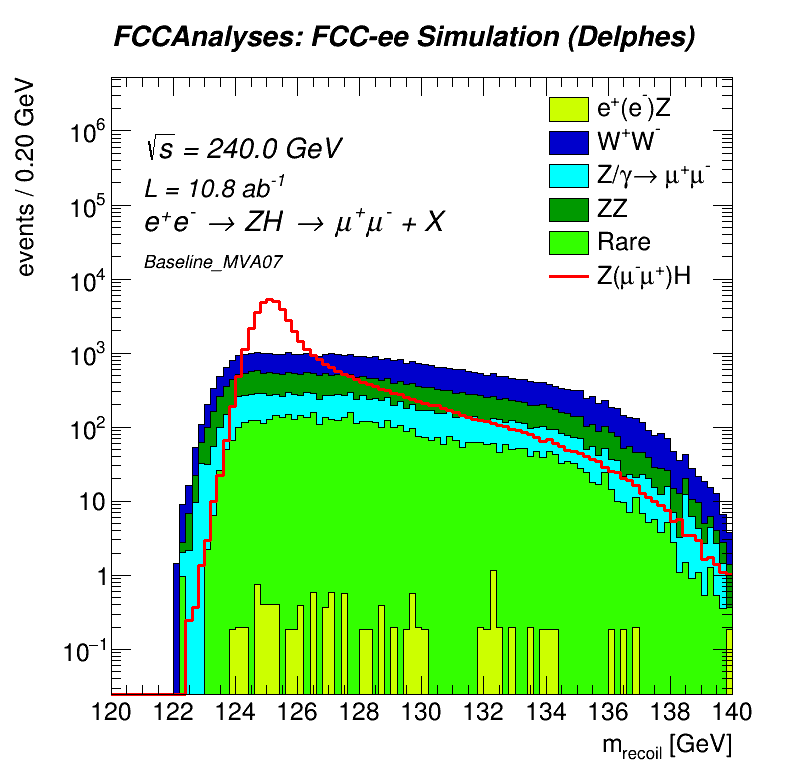 FCCAnalyses: FCC-ee Simulation (Delphes)
events / 0.20 GeV
√s = 240.0 GeV
L = 10.8 ab⁻¹
e⁺e⁻ → ZH → μ⁺μ⁻ + X
Baseline_MVA07
e⁺(e⁻)Z
W⁺W⁻
Z/γ→ μ⁺μ⁻
ZZ
Rare
Z(μ⁻μ⁺)H
10⁶
10⁵
10⁴
10³
10²
10
1
10⁻¹
120 122 124 126 128 130 132 134 136 138 140
m_recoil [GeV]